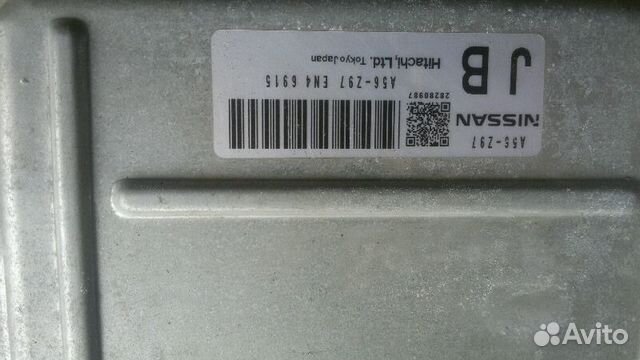 A56-Z97
NISSAN
28280987
A56-Z97 EN4 6915
JB
Hitachi,Ltd. Tokyo Japan
Avito